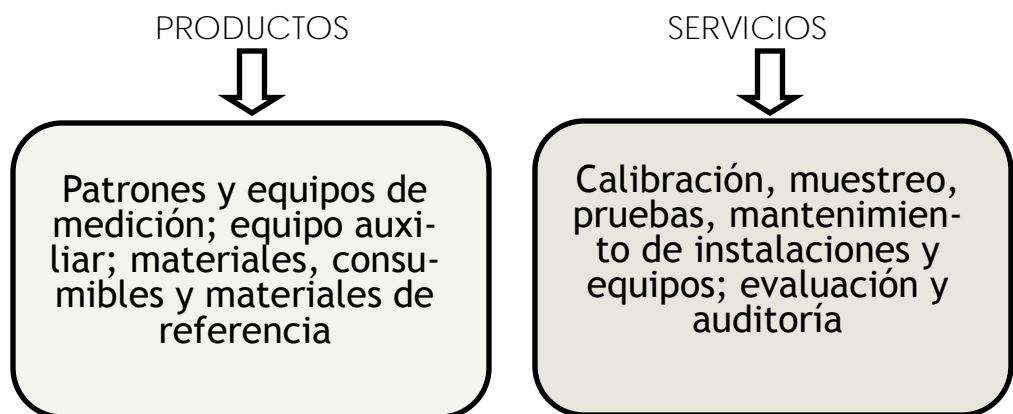 PRODUCTOS
Patrones y equipos de
medición; equipo auxi-
liar; materiales, consu-
mibles y materiales de
referencia
SERVICIOS
Calibración, muestreo,
pruebas, mantenimien-
to de instalaciones y
equipos; evaluación y
auditoría